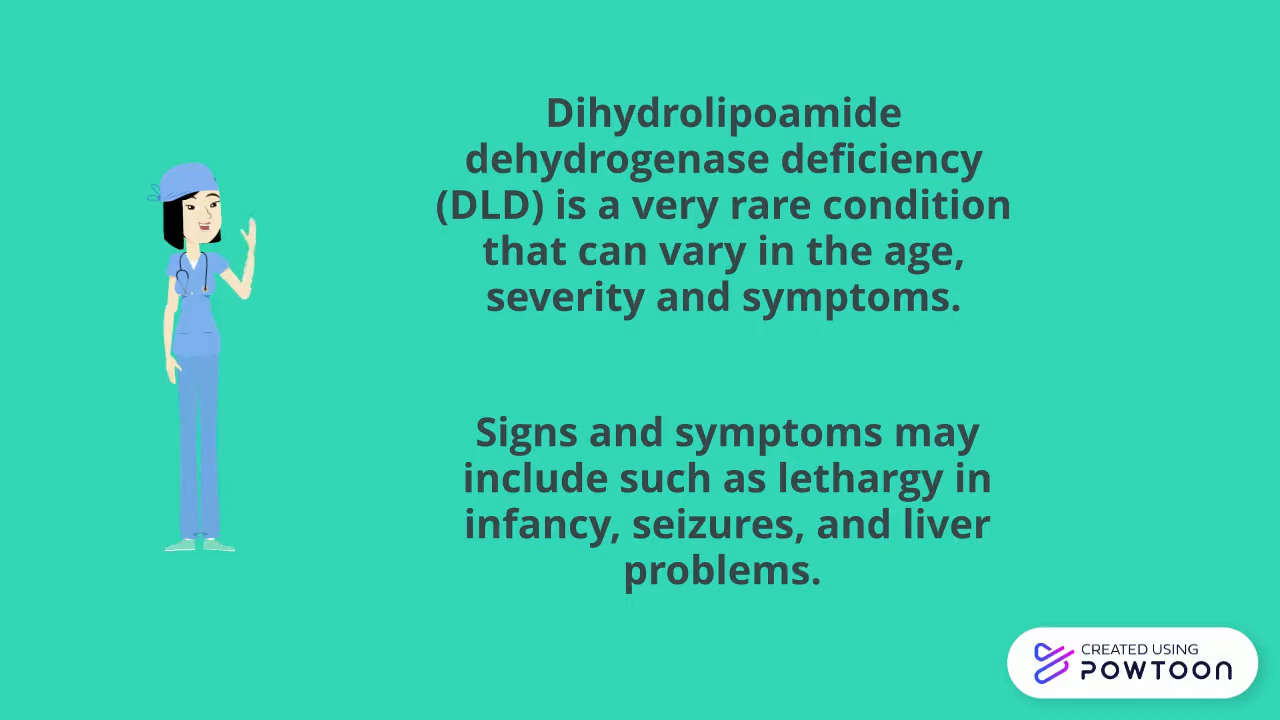 Dihydrolipoamide
dehydrogenase deficiency
(DLD) is a very rare condition
that can vary in the age,
severity and symptoms.
Signs and symptoms may
include such as lethargy in
infancy, seizures, and liver
problems.
CREATED USING
POWTOON